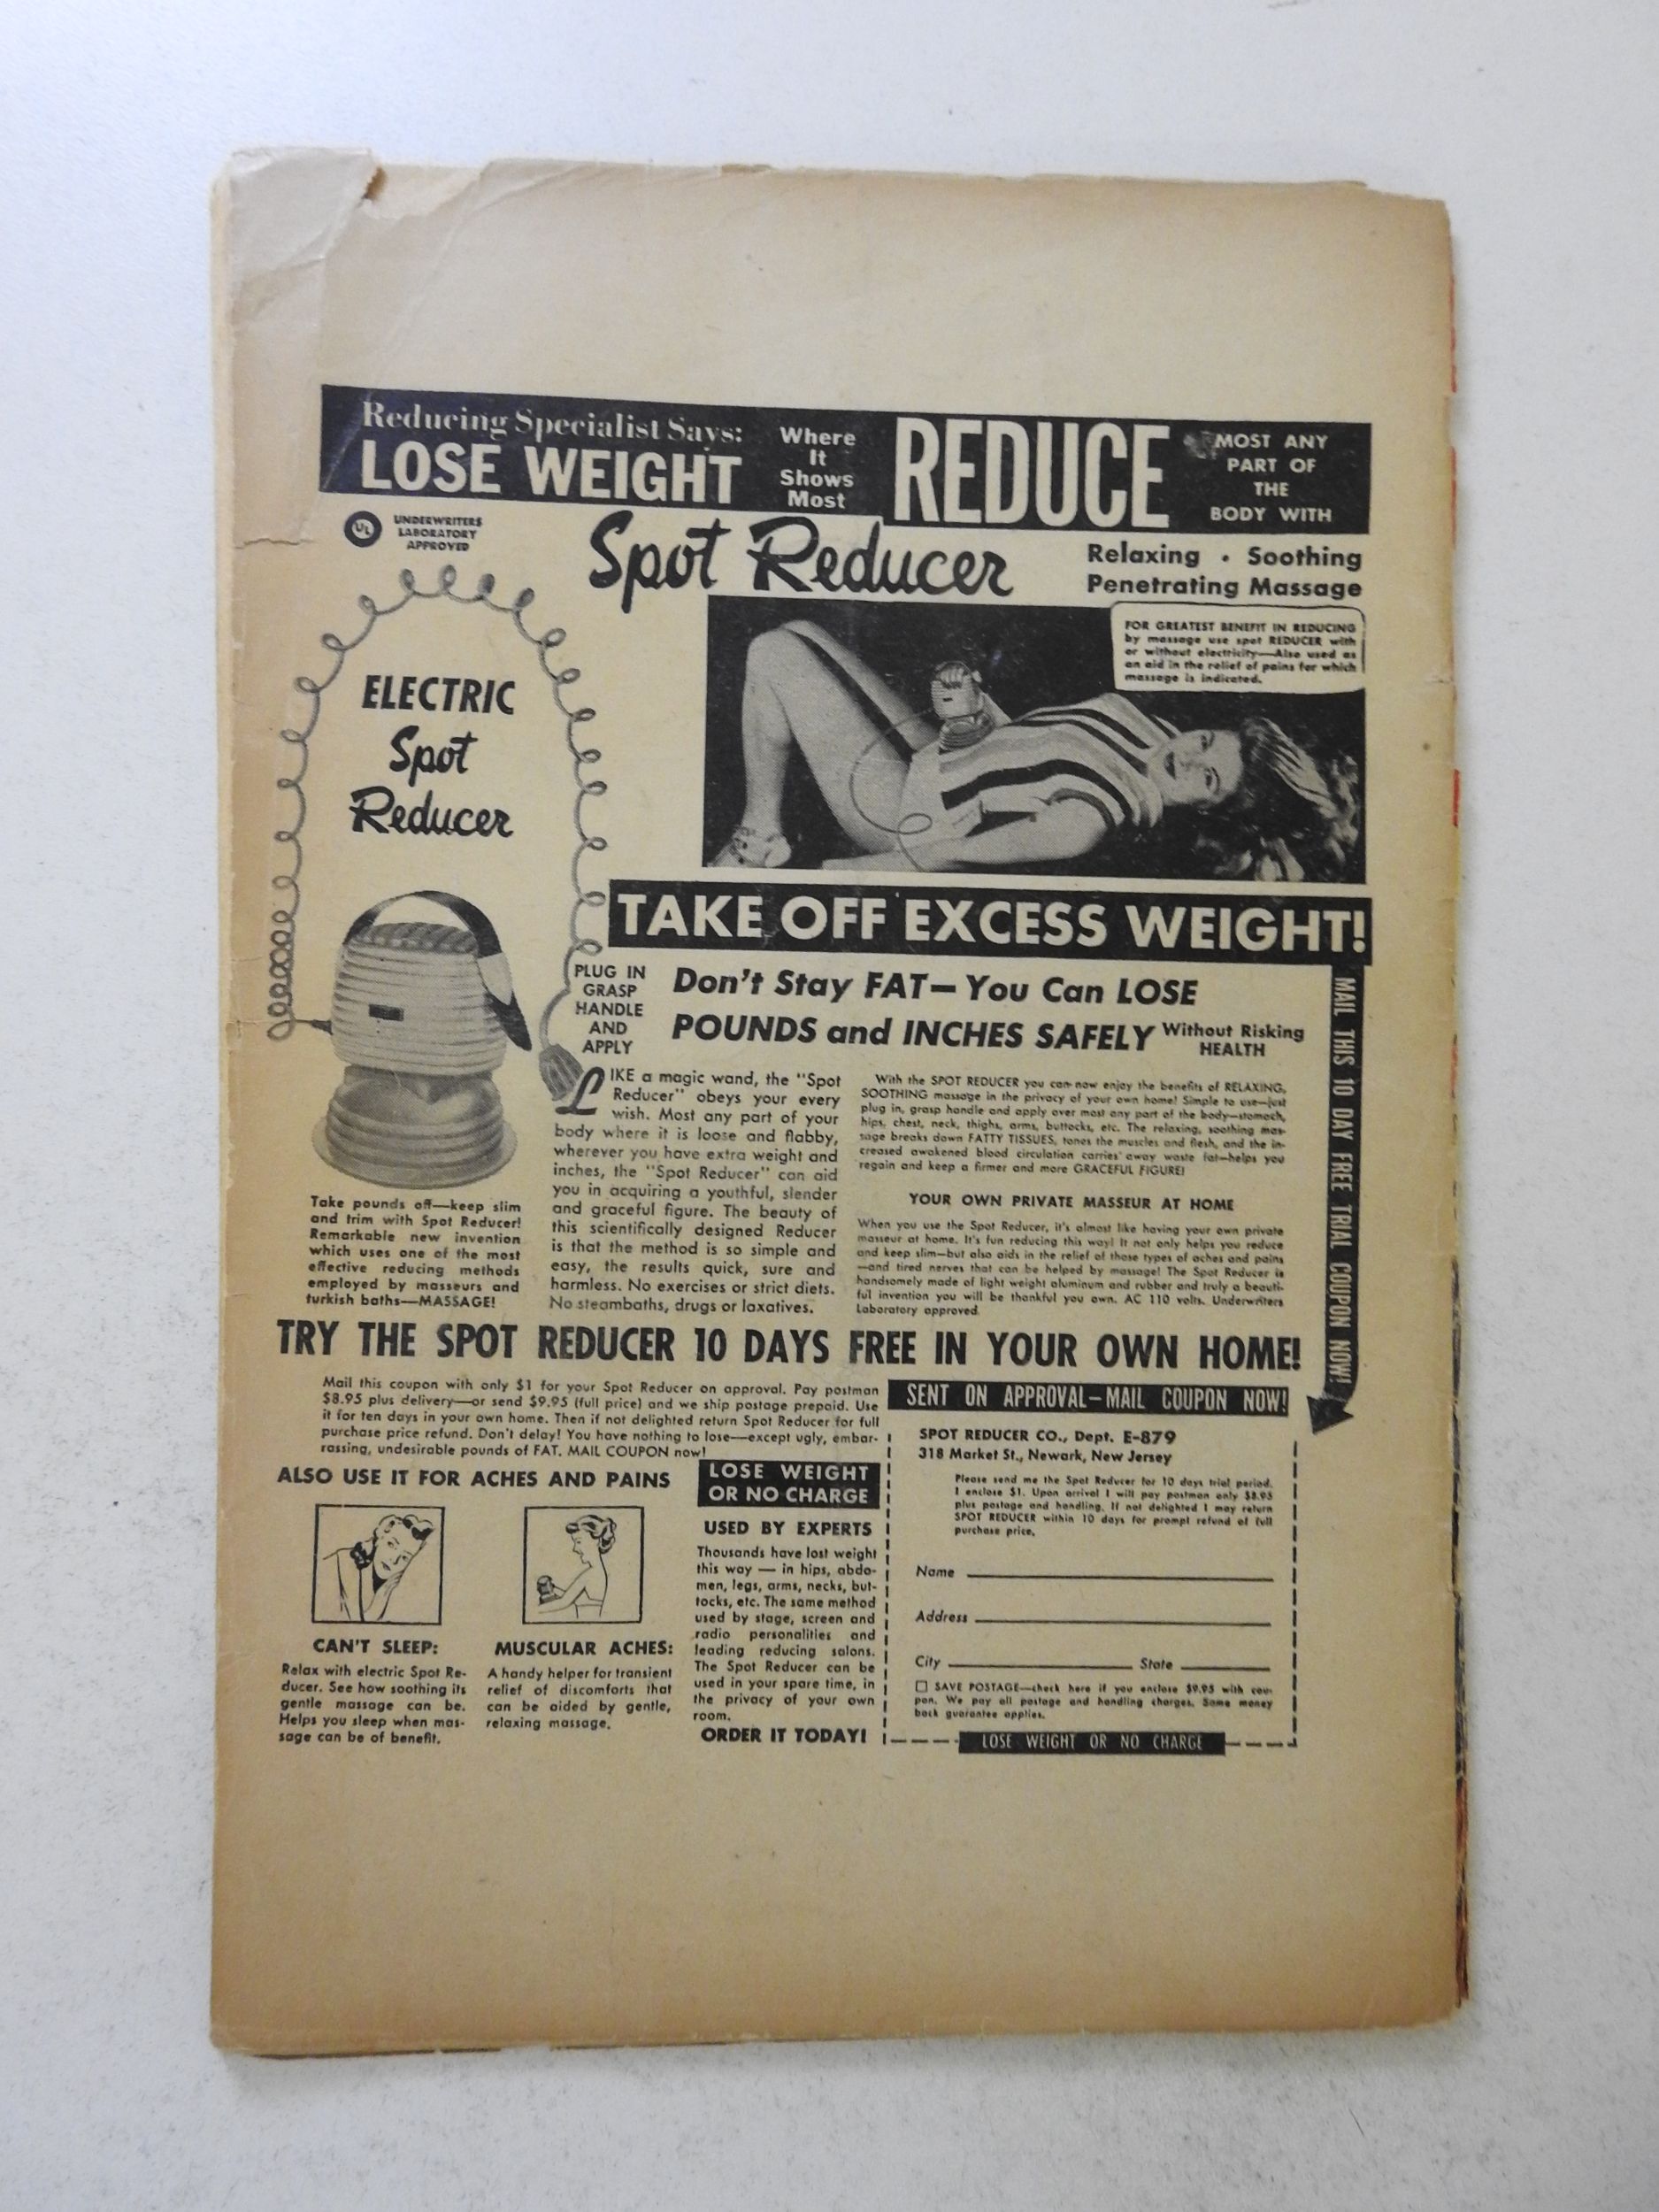 Reducing Specialist Says:
LOSE WEIGHT
Where
It
Shows
Most
REDUCE
MOST ANY
PART OF
THE
BODY WITH
UL
UNDERWRITERS
LABORATORY
APPROVED
Spot Reducer
Relaxing • Soothing
Penetrating Massage
FOR GREATEST BENEFIT IN REDUCING
by massage use spot REDUCER with
or without electricity—Also used as
an aid in the relief of pains for which
massage is indicated.
ELECTRIC
Spot
Reducer
TAKE OFF EXCESS WEIGHT!
PLUG IN
GRASP
HANDLE
AND
APPLY
Don't Stay FAT—You Can LOSE
POUNDS and INCHES SAFELY Without Risking
HEALTH
MAIL THIS 10 DAY FREE TRIAL COUPON NOW!
Take pounds off—keep slim
and trim with Spot Reducer!
Remarkable new invention
which uses one of the most
effective reducing methods
employed by masseurs and
turkish baths—MASSAGE!
LIKE a magic wand, the "Spot
Reducer" obeys your every
wish. Most any part of your
body where it is loose and flabby,
wherever you have extra weight and
inches, the "Spot Reducer" can aid
you in acquiring a youthful, slender
and graceful figure. The beauty of
this scientifically designed Reducer
is that the method is so simple and
easy, the results quick, sure and
harmless. No exercises or strict diets.
No steambaths, drugs or laxatives.
With the SPOT REDUCER you can now enjoy the benefits of RELAXING,
SOOTHING massage in the privacy of your own home! Simple to use—just
plug in, grasp handle and apply over most any part of the body—stomach,
hips, chest, neck, thighs, arms, buttocks, etc. The relaxing, soothing mas-
sage breaks down FATTY TISSUES, tones the muscles and flesh, and the in-
creased awakened blood circulation carries away waste fat—helps you
regain and keep a firmer and more GRACEFUL FIGURE!
YOUR OWN PRIVATE MASSEUR AT HOME
When you use the Spot Reducer, it's almost like having your own private
masseur at home. It's fun reducing this way! It not only helps you reduce
and keep slim—but also aids in the relief of those types of aches and pains
—and tired nerves that can be helped by massage! The Spot Reducer is
handsomely made of light weight aluminum and rubber and truly a beauti-
ful invention you will be thankful you own. AC 110 volts. Underwriters
Laboratory approved.
TRY THE SPOT REDUCER 10 DAYS FREE IN YOUR OWN HOME!
Mail this coupon with only $1 for your Spot Reducer on approval. Pay postman
$8.95 plus delivery—or send $9.95 (full price) and we ship postage prepaid. Use
it for ten days in your own home. Then if not delighted return Spot Reducer for full
purchase price refund. Don't delay! You have nothing to lose—except ugly, embar-
rassing, undesirable pounds of FAT. MAIL COUPON now!
ALSO USE IT FOR ACHES AND PAINS
CAN'T SLEEP:
Relax with electric Spot Re-
ducer. See how soothing its
gentle massage can be.
Helps you sleep when mas-
sage can be of benefit.
MUSCULAR ACHES:
A handy helper for transient
relief of discomforts that
can be aided by gentle,
relaxing massage.
LOSE WEIGHT
OR NO CHARGE
USED BY EXPERTS
Thousands have lost weight
this way — in hips, abdo-
men, legs, arms, necks, but-
tocks, etc. The same method
used by stage, screen and
radio personalities and
leading reducing salons.
The Spot Reducer can be
used in your spare time, in
the privacy of your own
room.
ORDER IT TODAY!
SENT ON APPROVAL—MAIL COUPON NOW!
SPOT REDUCER CO., Dept. E-879
318 Market St., Newark, New Jersey
Please send me the Spot Reducer for 10 days trial period.
I enclose $1. Upon arrival I will pay postman only $8.95
plus postage and handling. If not delighted I may return
SPOT REDUCER within 10 days for prompt refund of full
purchase price.
Name
Address
City State
SAVE POSTAGE—check here if you enclose $9.95 with cou-
pon. We pay all postage and handling charges. Same money
back guarantee applies.
LOSE WEIGHT OR NO CHARGE